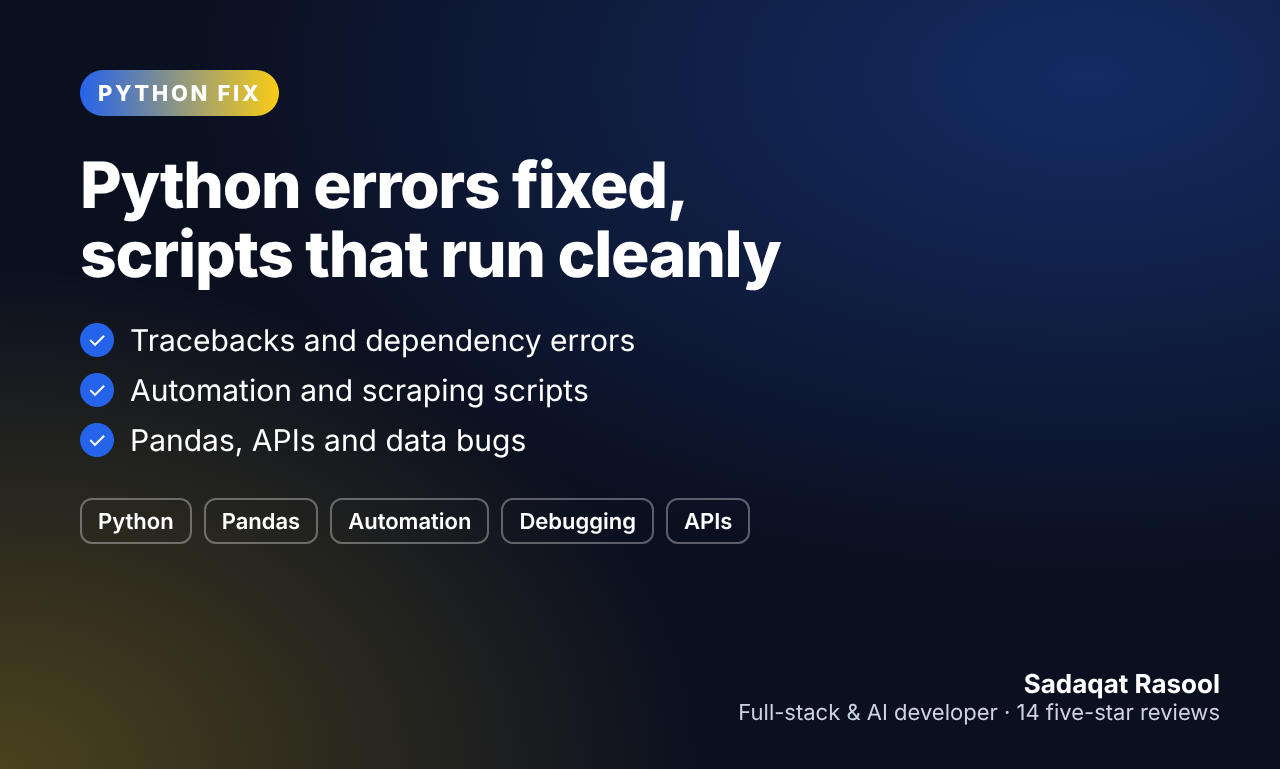 PYTHON FIX
Python errors fixed,
scripts that run cleanly
Tracebacks and dependency errors
Automation and scraping scripts
Pandas, APIs and data bugs
Python
Pandas
Automation
Debugging
APIs
Sadaqat Rasool
Full-stack & AI developer · 14 five-star reviews